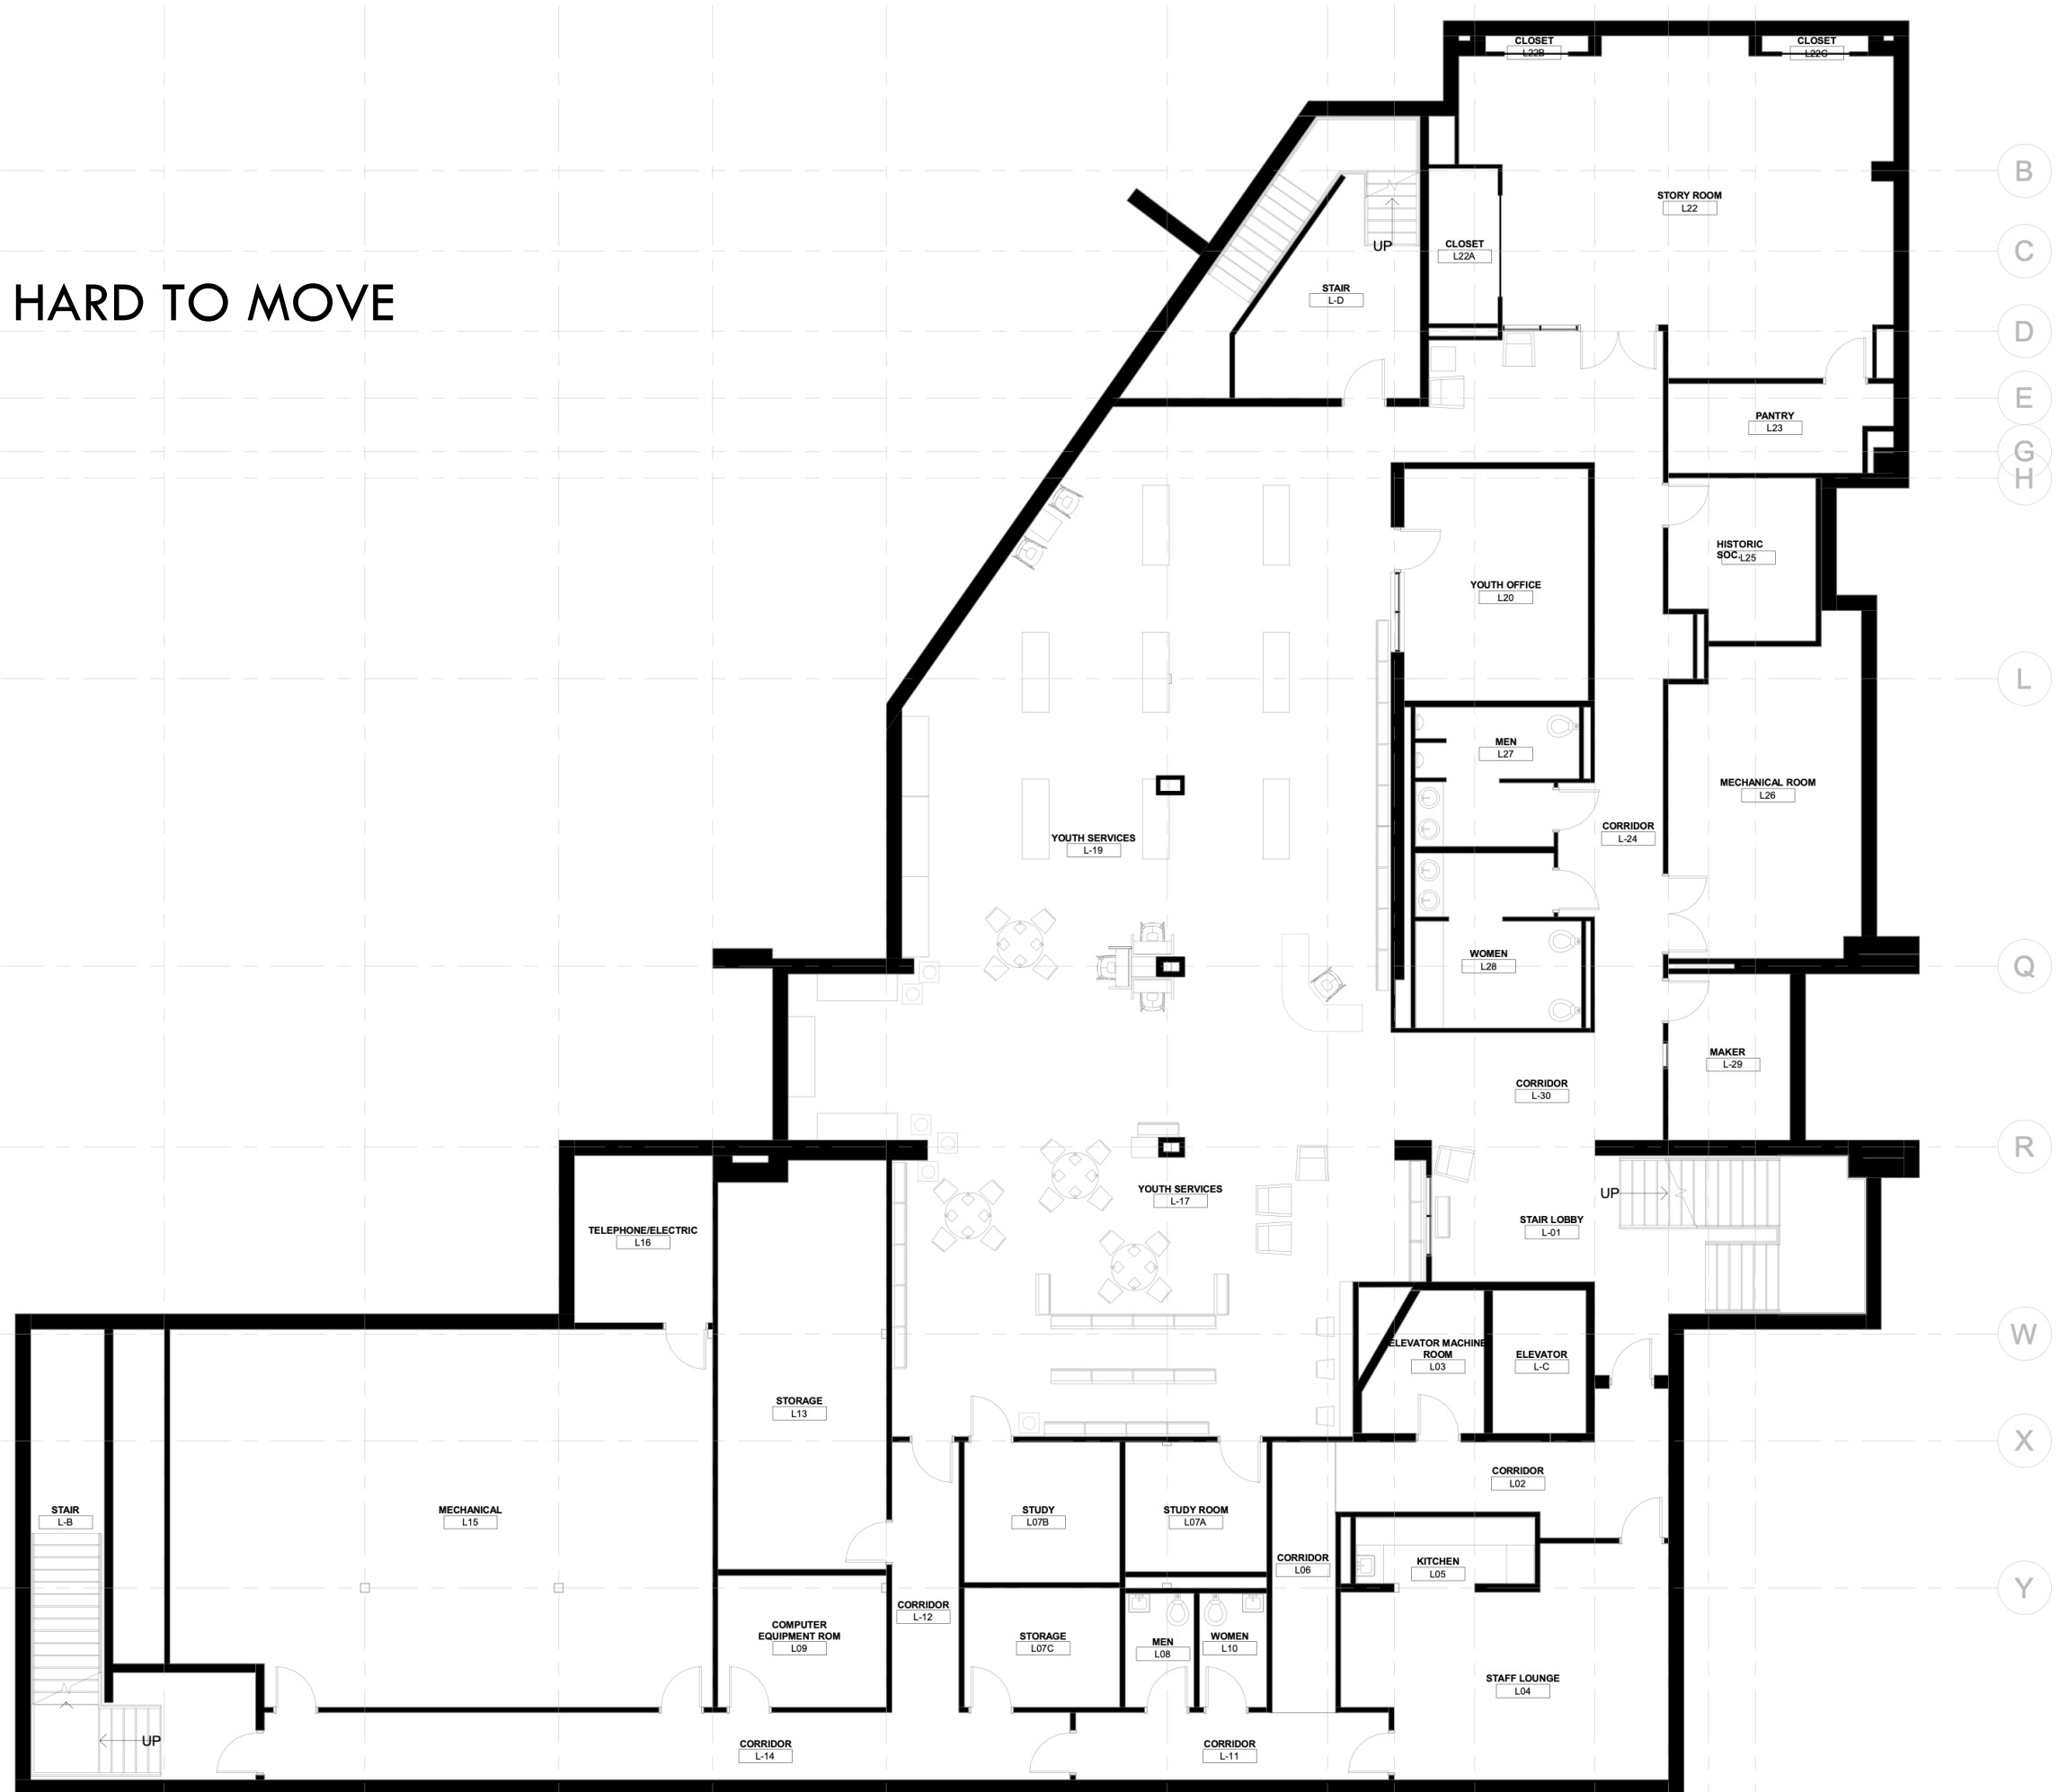 CLOSET
L22B
CLOSET
L22C
B
STORY ROOM
L22
UP
CLOSET
L22A
C
HARD TO MOVE
STAIR
L-D
D
E
PANTRY
L23
G
H
HISTORIC
SOC.
L25
YOUTH OFFICE
L20
L
MEN
L27
MECHANICAL ROOM
L26
CORRIDOR
L-24
YOUTH SERVICES
L-19
WOMEN
L28
Q
MAKER
L-29
CORRIDOR
L-30
R
YOUTH SERVICES
L-17
UP
STAIR LOBBY
L-01
TELEPHONE/ELECTRIC
L16
W
ELEVATOR MACHINE
ROOM
L03
ELEVATOR
L-C
STORAGE
L13
X
CORRIDOR
L02
STAIR
L-B
MECHANICAL
L15
STUDY
L07B
STUDY ROOM
L07A
CORRIDOR
L06
KITCHEN
L05
Y
CORRIDOR
L-12
COMPUTER
EQUIPMENT ROM
L09
STORAGE
L07C
MEN
L08
WOMEN
L10
STAFF LOUNGE
L04
UP
CORRIDOR
L-14
CORRIDOR
L-11